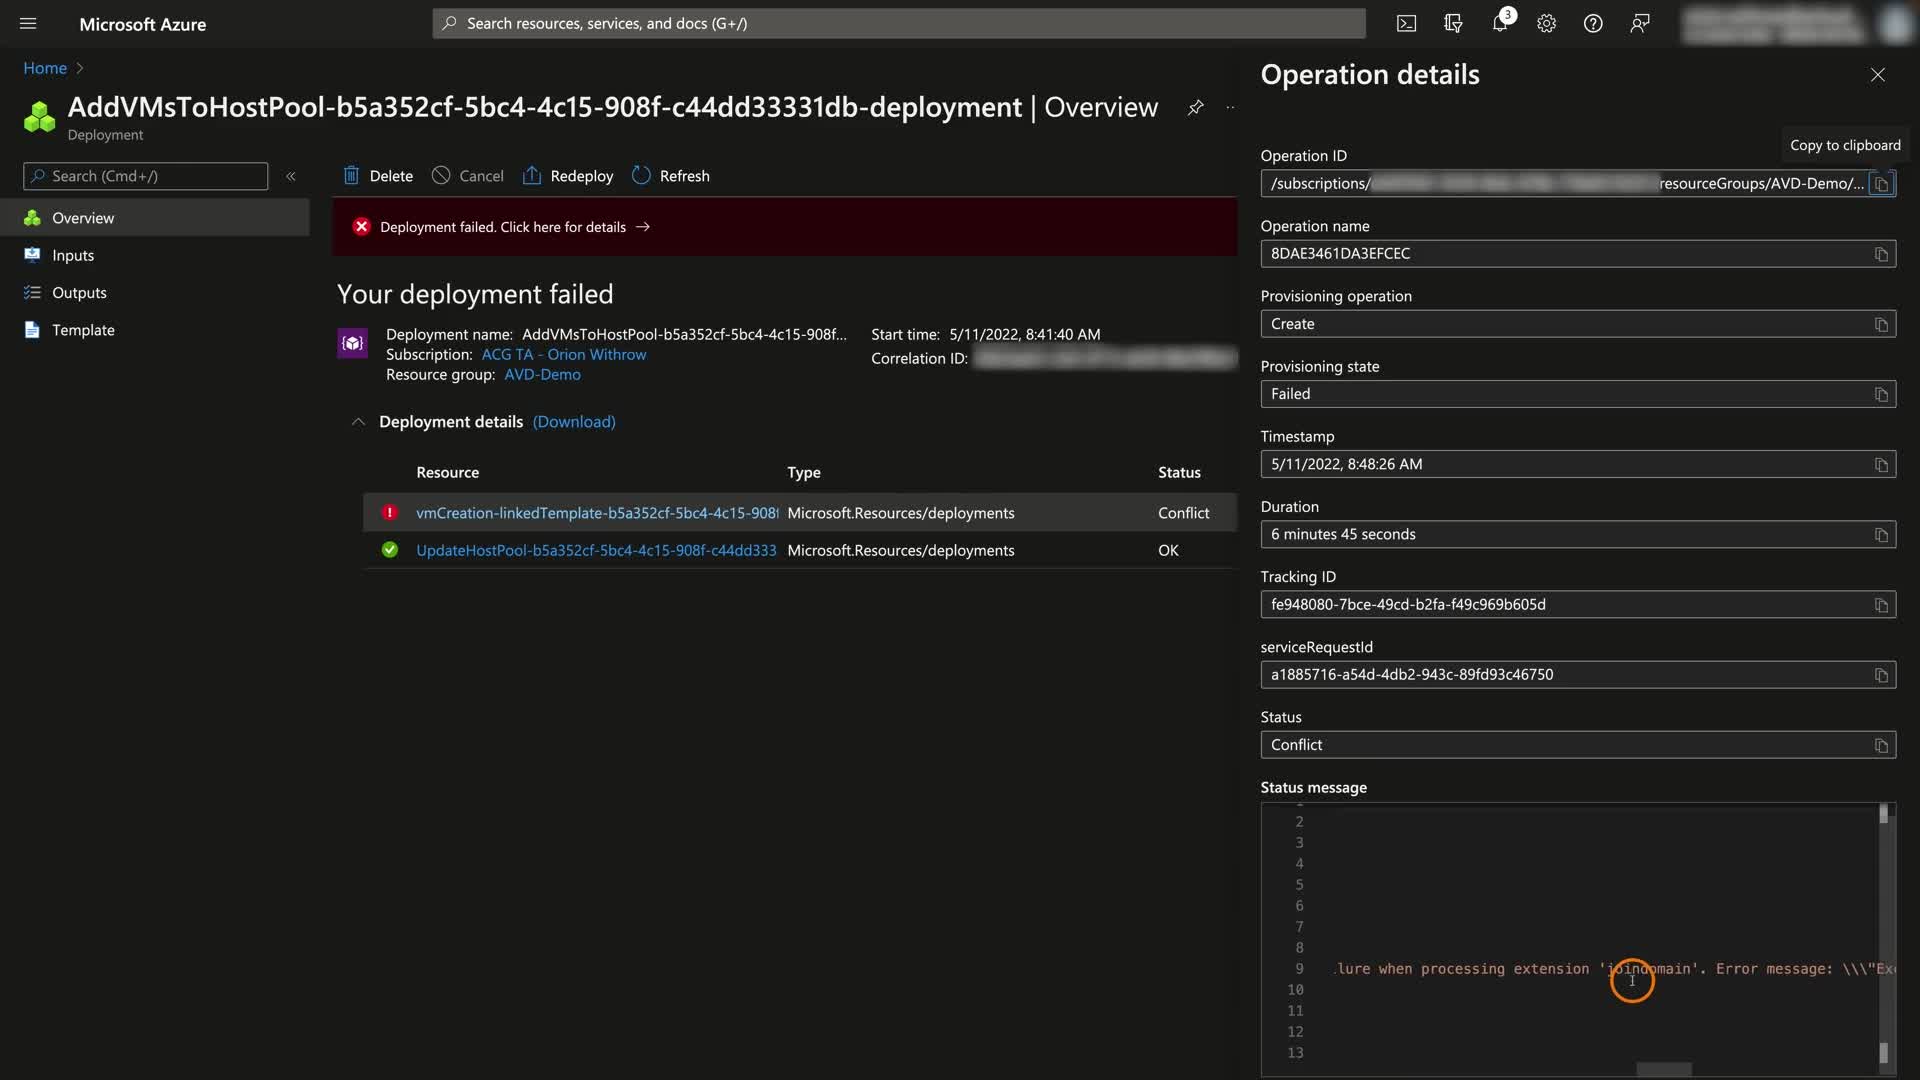 Microsoft Azure
Search resources, services, and docs (G+/)
3
Home
AddVMsToHostPool-b5a352cf-5bc4-4c15-908f-c44dd33331db-deployment | Overview
Deployment
Search (Cmd+/)
«
Overview
Inputs
Outputs
Template
Delete
Cancel
Redeploy
Refresh
Deployment failed. Click here for details →
Your deployment failed
Deployment name: AddVMsToHostPool-b5a352cf-5bc4-4c15-908f...
Subscription: ACG TA - Orion Withrow
Resource group: AVD-Demo
Start time: 5/11/2022, 8:41:40 AM
Correlation ID:
Deployment details (Download)
Resource Type Status
vmCreation-linkedTemplate-b5a352cf-5bc4-4c15-908f Microsoft.Resources/deployments Conflict
UpdateHostPool-b5a352cf-5bc4-4c15-908f-c44dd333 Microsoft.Resources/deployments OK
Operation details
Copy to clipboard
Operation ID
/subscriptions/ resourceGroups/AVD-Demo/...
Operation name
8DAE3461DA3EFCEC
Provisioning operation
Create
Provisioning state
Failed
Timestamp
5/11/2022, 8:48:26 AM
Duration
6 minutes 45 seconds
Tracking ID
fe948080-7bce-49cd-b2fa-f49c969b605d
serviceRequestId
a1885716-a54d-4db2-943c-89fd93c46750
Status
Conflict
Status message
2
3
4
5
6
7
8
9 lure when processing extension 'joindomain'. Error message: \\\"Exc
10
11
12
13